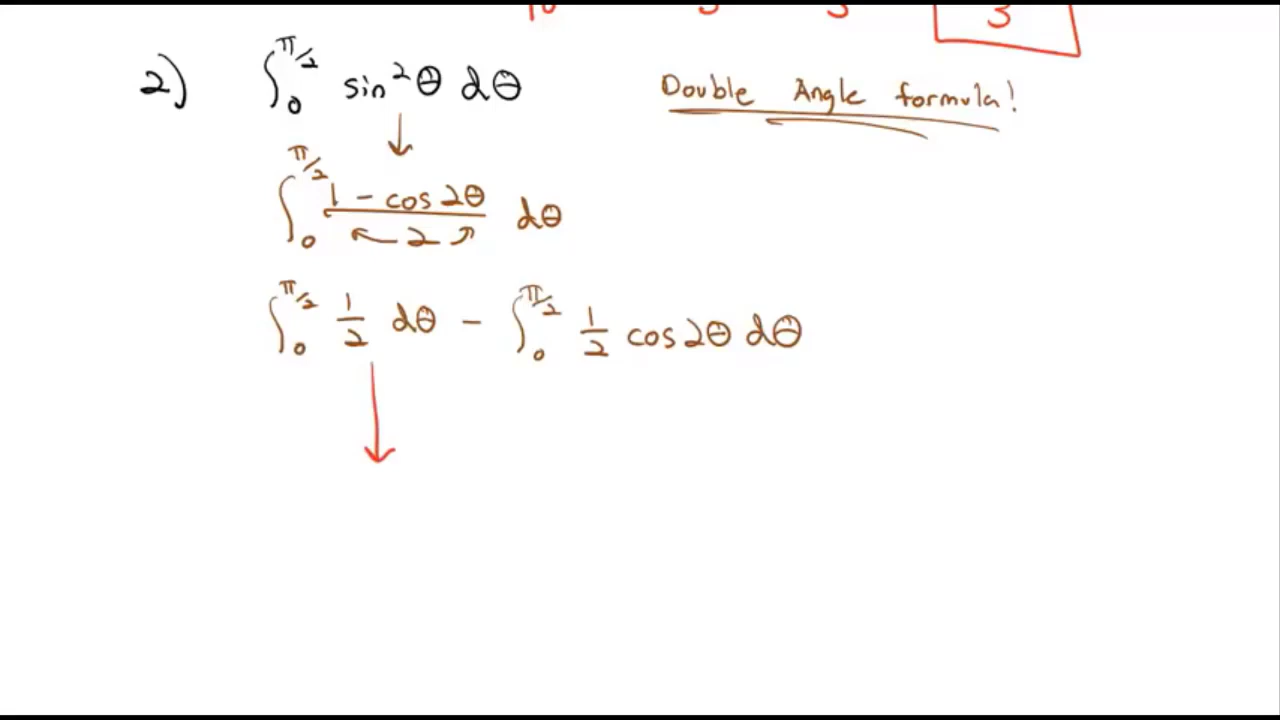 3
2) ∫₀^π/2 sin²θ dθ Double Angle formula!
∫₀^π/2 1 - cos 2θ / 2 dθ
∫₀^π/2 1/2 dθ - ∫₀^π/2 1/2 cos 2θ dθ